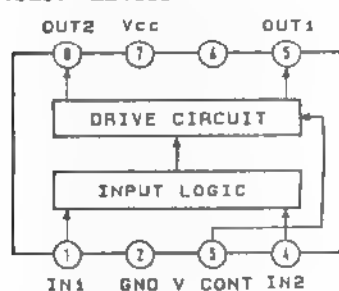 OUT2 Vcc OUT1
8 7 6 5
DRIVE CIRCUIT
INPUT LOGIC
1 2 3 4
IN1 GND V CONT IN2